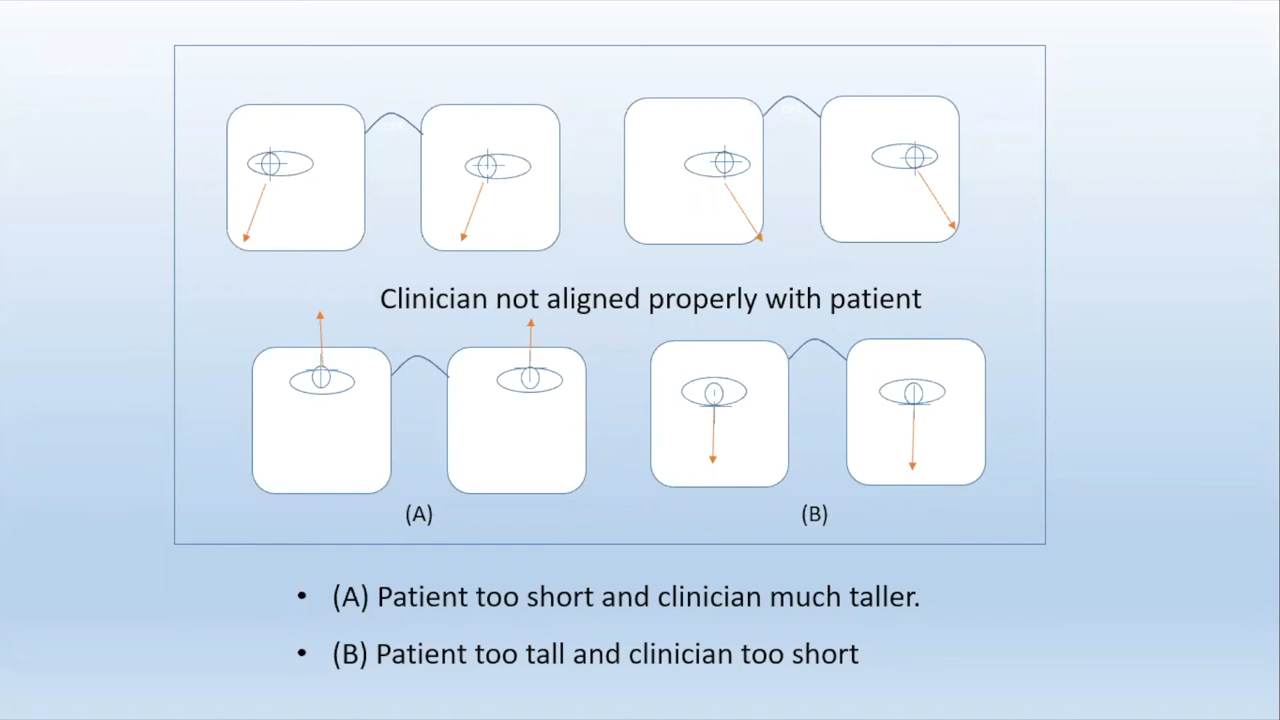 Clinician not aligned properly with patient
(A)
(B)
• (A) Patient too short and clinician much taller.
• (B) Patient too tall and clinician too short